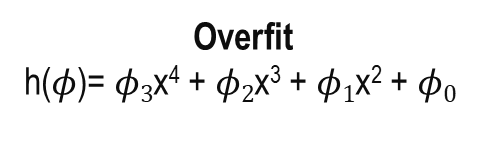 Overfit
h(ϕ)= ϕ₃x⁴ + ϕ₂x³ + ϕ₁x² + ϕ₀